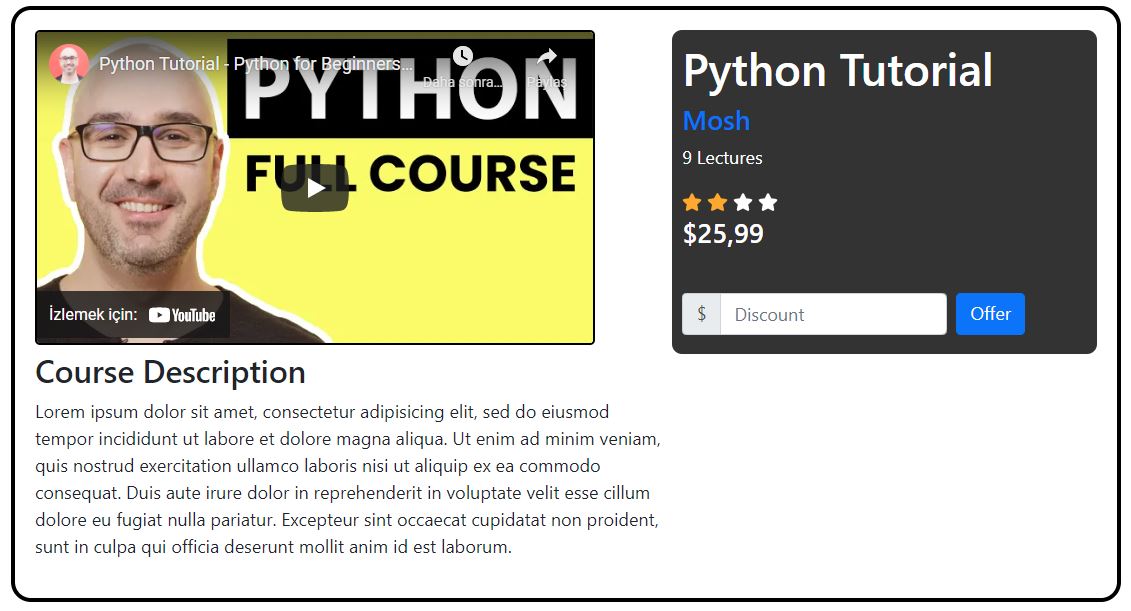 Python Tutorial - Python for Beginners...
Daha sonra...
Paylaş
PYTHON
FULL COURSE
İzlemek için: YouTube
Course Description
Lorem ipsum dolor sit amet, consectetur adipisicing elit, sed do eiusmod
tempor incididunt ut labore et dolore magna aliqua. Ut enim ad minim veniam,
quis nostrud exercitation ullamco laboris nisi ut aliquip ex ea commodo
consequat. Duis aute irure dolor in reprehenderit in voluptate velit esse cillum
dolore eu fugiat nulla pariatur. Excepteur sint occaecat cupidatat non proident,
sunt in culpa qui officia deserunt mollit anim id est laborum.
Python Tutorial
Mosh
9 Lectures
$25,99
$ Discount Offer